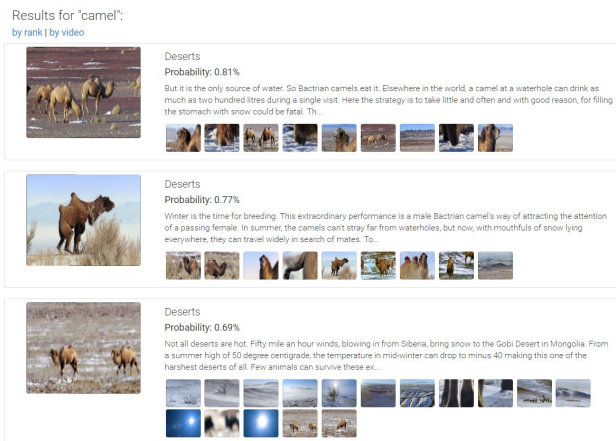 Results for "camel":
by rank | by video
Deserts
Probability: 0.81%
But it is the only source of water. So Bactrian camels eat it. Elsewhere in the world, a camel at a waterhole can drink as
much as two hundred litres during a single visit. Here the strategy is to take little and often and with good reason, for filling
the stomach with snow could be fatal. Th...
Deserts
Probability: 0.77%
Winter is the time for breeding. This extraordinary performance is a male Bactrian camel's way of attracting the attention
of a passing female. In summer, the camels can't stray far from waterholes, but now, with mouthfuls of snow lying
everywhere, they can travel widely in search of mates. To...
Deserts
Probability: 0.69%
Not all deserts are hot. Fifty mile an hour winds, blowing in from Siberia, bring snow to the Gobi Desert in Mongolia. From
a summer high of 50 degree centigrade, the temperature in mid-winter can drop to minus 40 making this one of the
harshest deserts of all. Few animals can survive these ex...